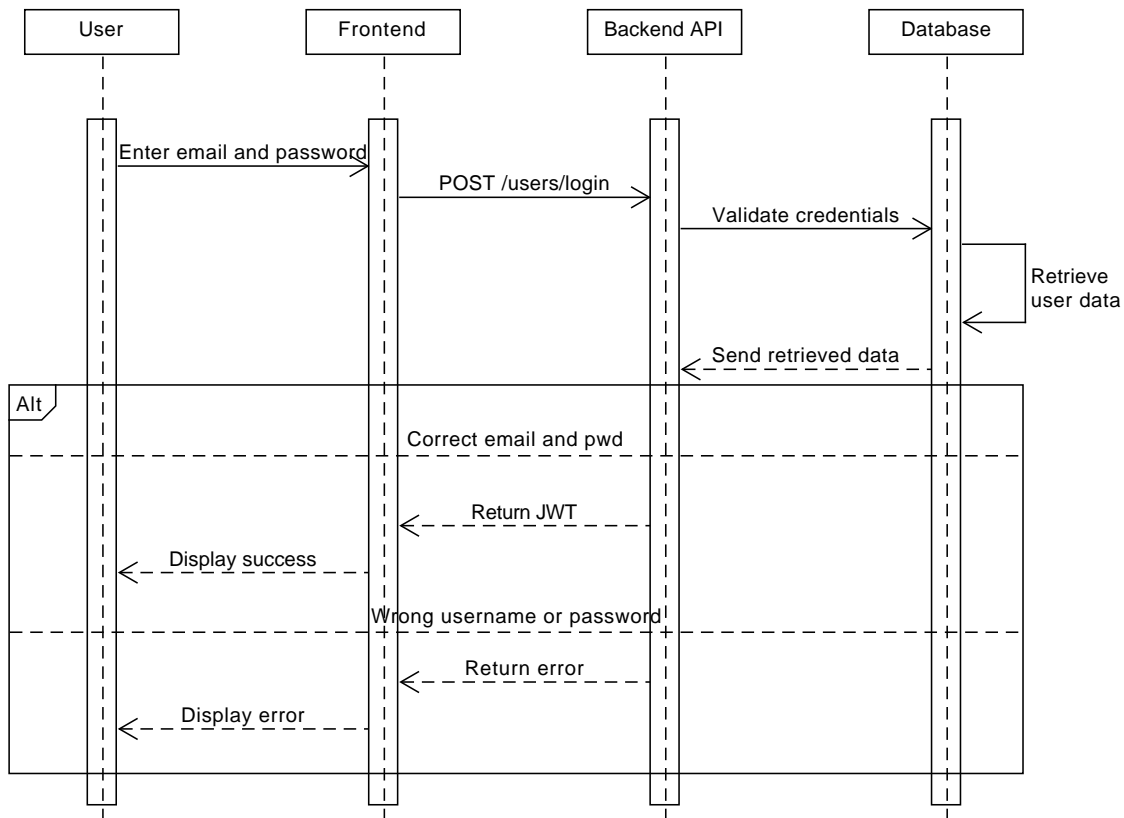 User
Frontend
Backend API
Database
Enter email and password
POST /users/login
Validate credentials
Retrieve
user data
Send retrieved data
Alt
Correct email and pwd
Return JWT
Display success
Wrong username or password
Return error
Display error